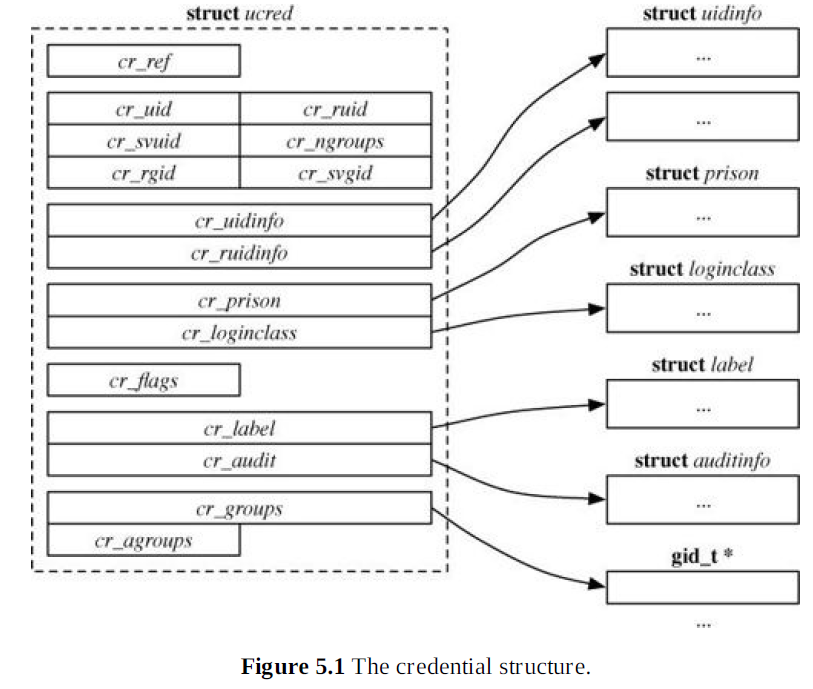 struct ucred
struct uidinfo
cr_ref
...
cr_uid cr_ruid
...
cr_svuid cr_ngroups
cr_rgid cr_svgid
struct prison
cr_uidinfo
...
cr_ruidinfo
struct loginclass
cr_prison
...
cr_loginclass
struct label
cr_flags
...
cr_label
struct auditinfo
cr_audit
...
cr_groups
cr_agroups
gid_t *
...
Figure 5.1 The credential structure.